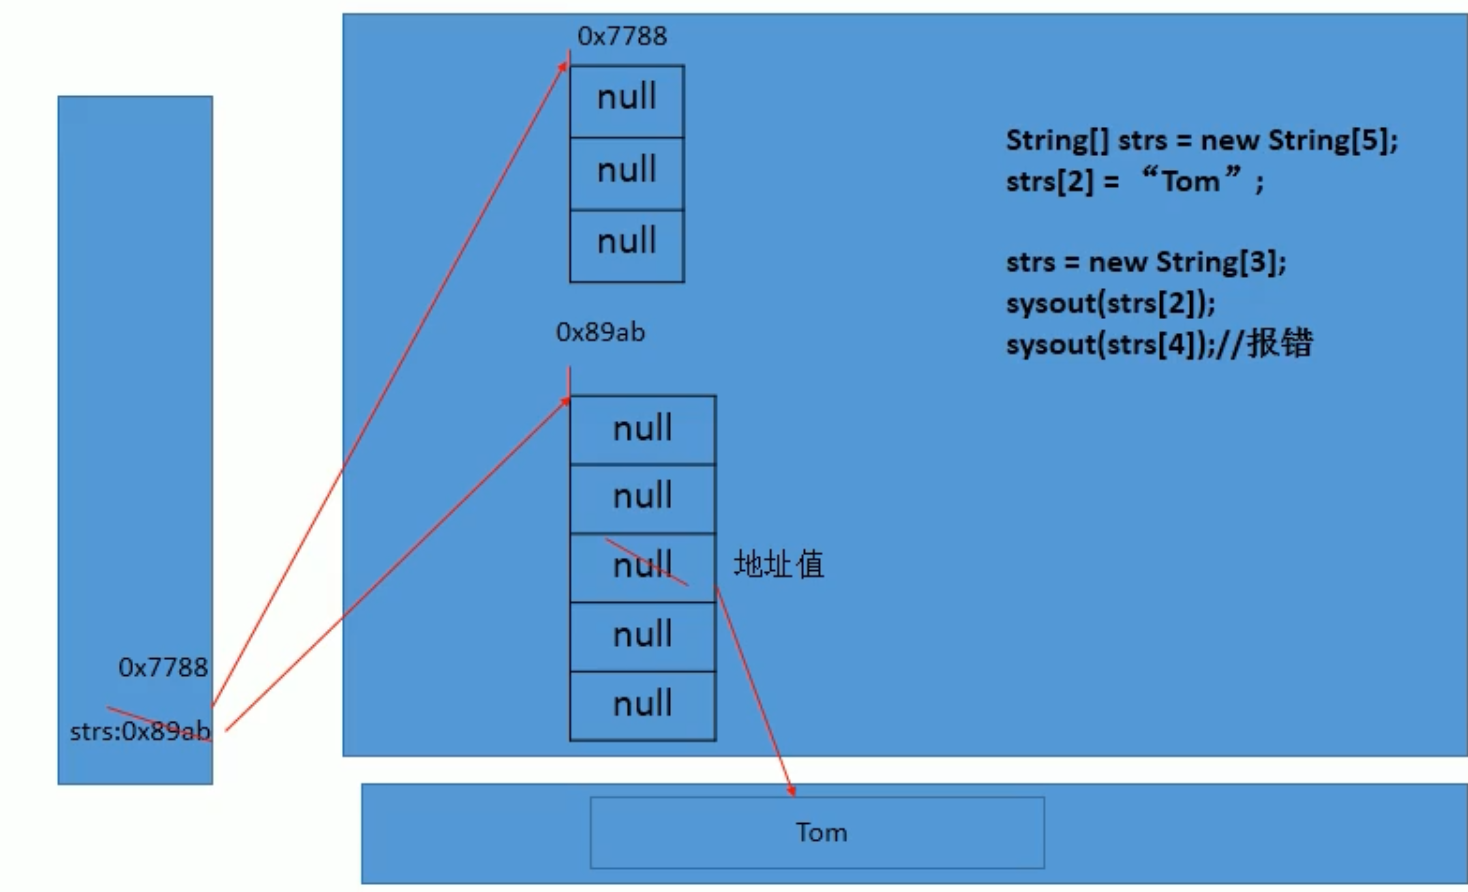 0x7788
null
null
null
String[] strs = new String[5];
strs[2] = “Tom”;
strs = new String[3];
sysout(strs[2]);
sysout(strs[4]);//报错
0x89ab
null
null
null
地址值
null
null
0x7788
strs:0x89ab
Tom